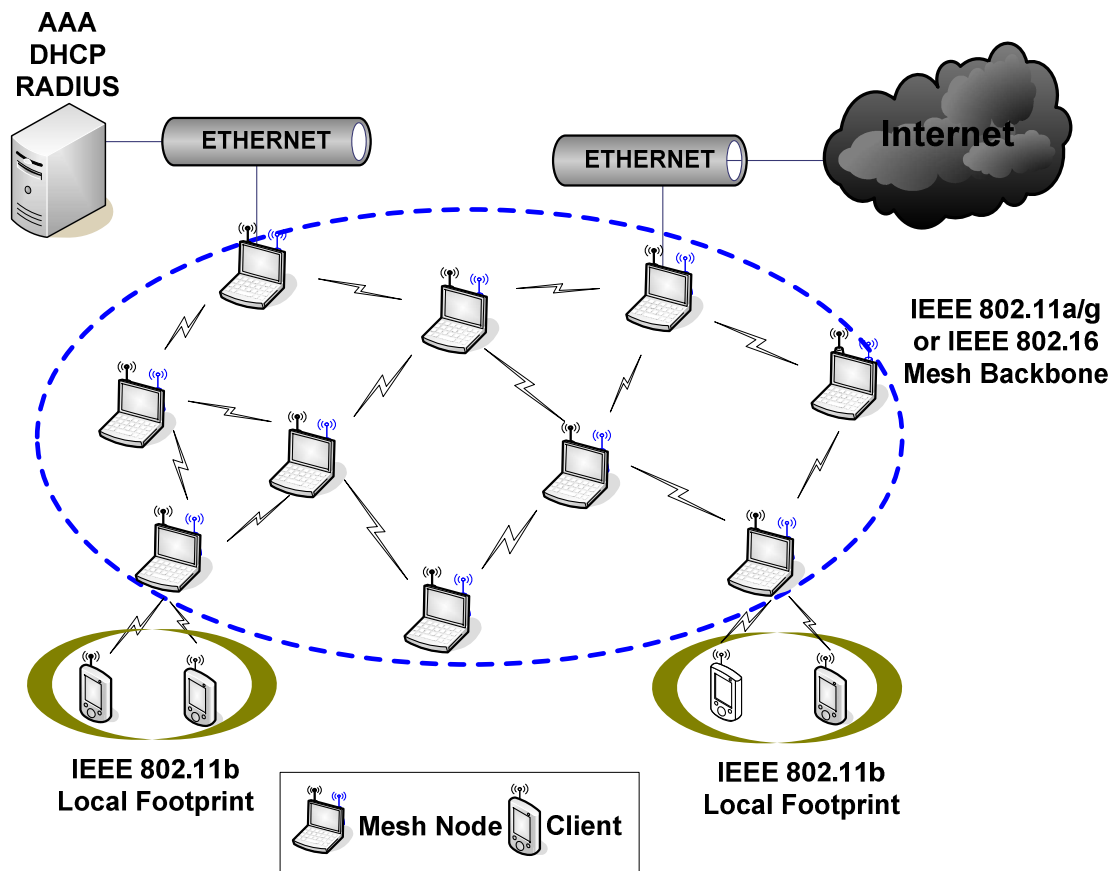 AAA
DHCP
RADIUS
ETHERNET
ETHERNET
Internet
IEEE 802.11a/g
or IEEE 802.16
Mesh Backbone
IEEE 802.11b
Local Footprint
IEEE 802.11b
Local Footprint
Mesh Node
Client